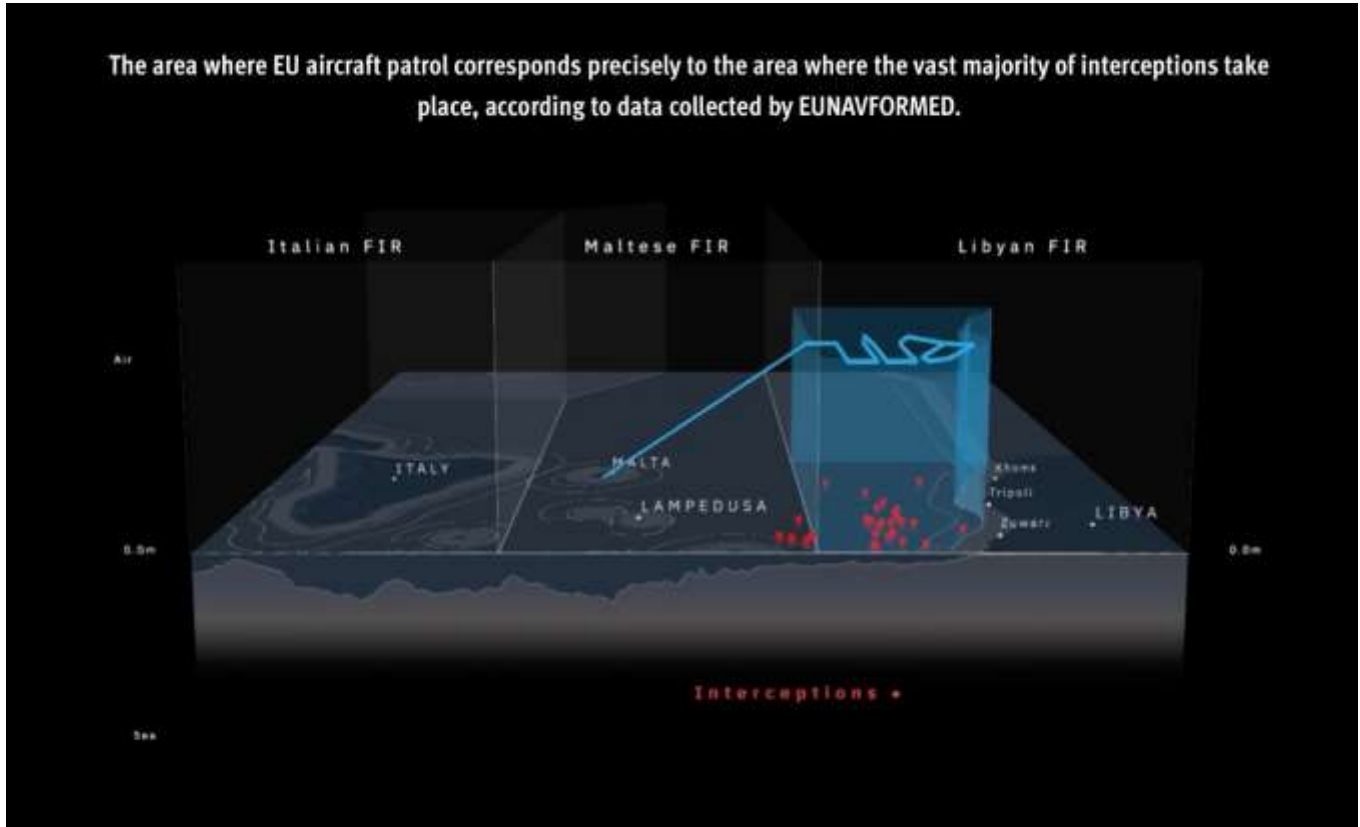 The area where EU aircraft patrol corresponds precisely to the area where the vast majority of interceptions take
place, according to data collected by EUNAVFORMED.
Italian FIR
Maltese FIR
Libyan FIR
Air
ITALY
MALTA
LAMPEDUSA
Khoms
Tripoli
Zuwari
LIBYA
0.0m
0.0m
Interceptions
Sea